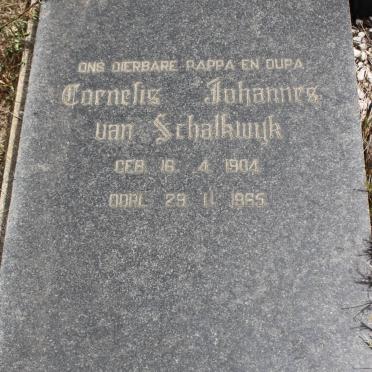 ONS DIERBARE PAPPA EN OUPA
Cornelis Johannes
van Schalkwyk
GEB. 16. 4. 1904
OORL. 29. 11. 1985